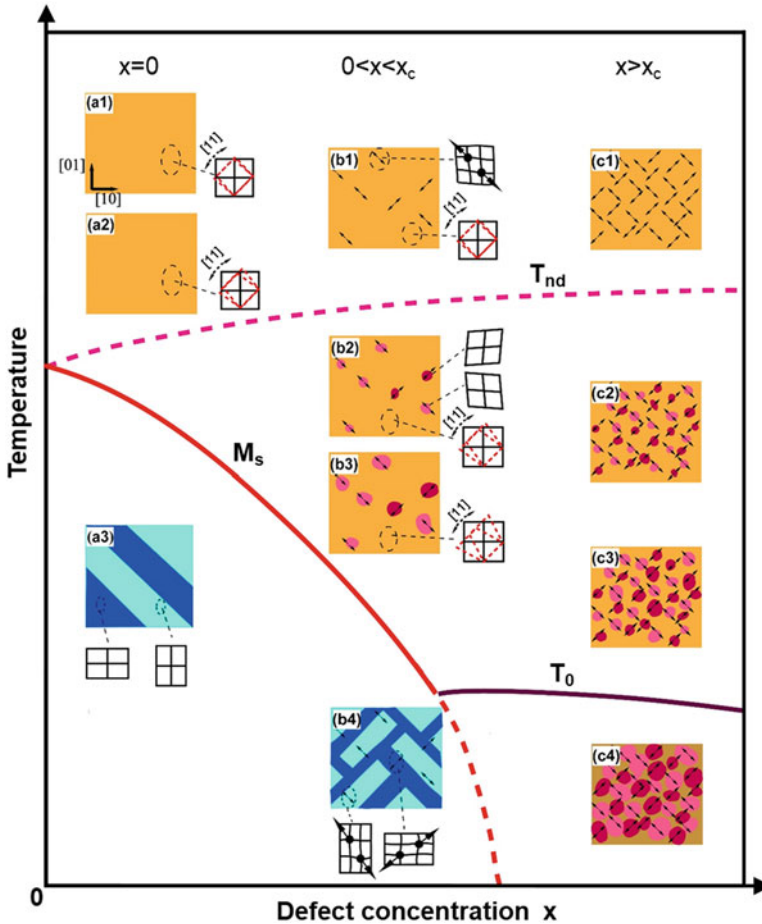 x=0
0<x<xc
x>xc
(a1)
[11]
[01]
[10]
(a2)
[11]
(b1)
[11]
(c1)
Tnd
(b2)
[11]
(b3)
[11]
(c2)
Ms
(a3)
(c3)
T0
(b4)
(c4)
Temperature
0
Defect concentration x